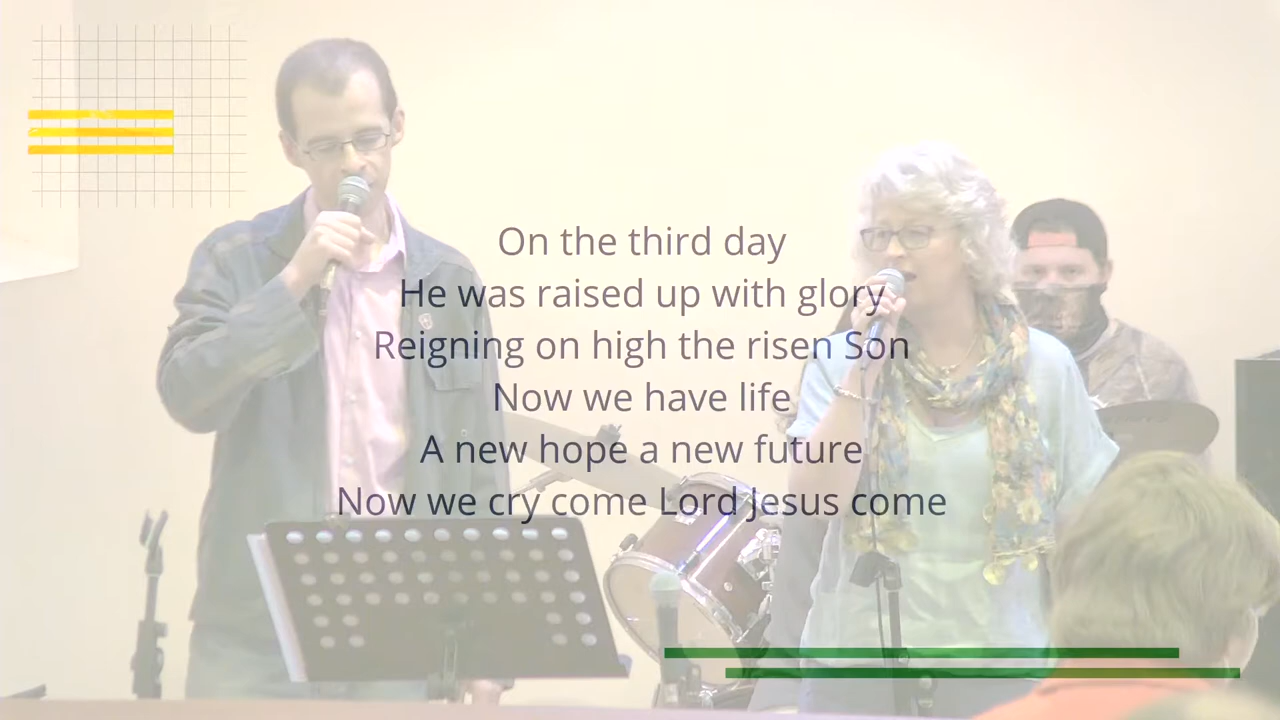 On the third day
He was raised up with glory
Reigning on high the risen Son
Now we have life
A new hope a new future
Now we cry come Lord Jesus come